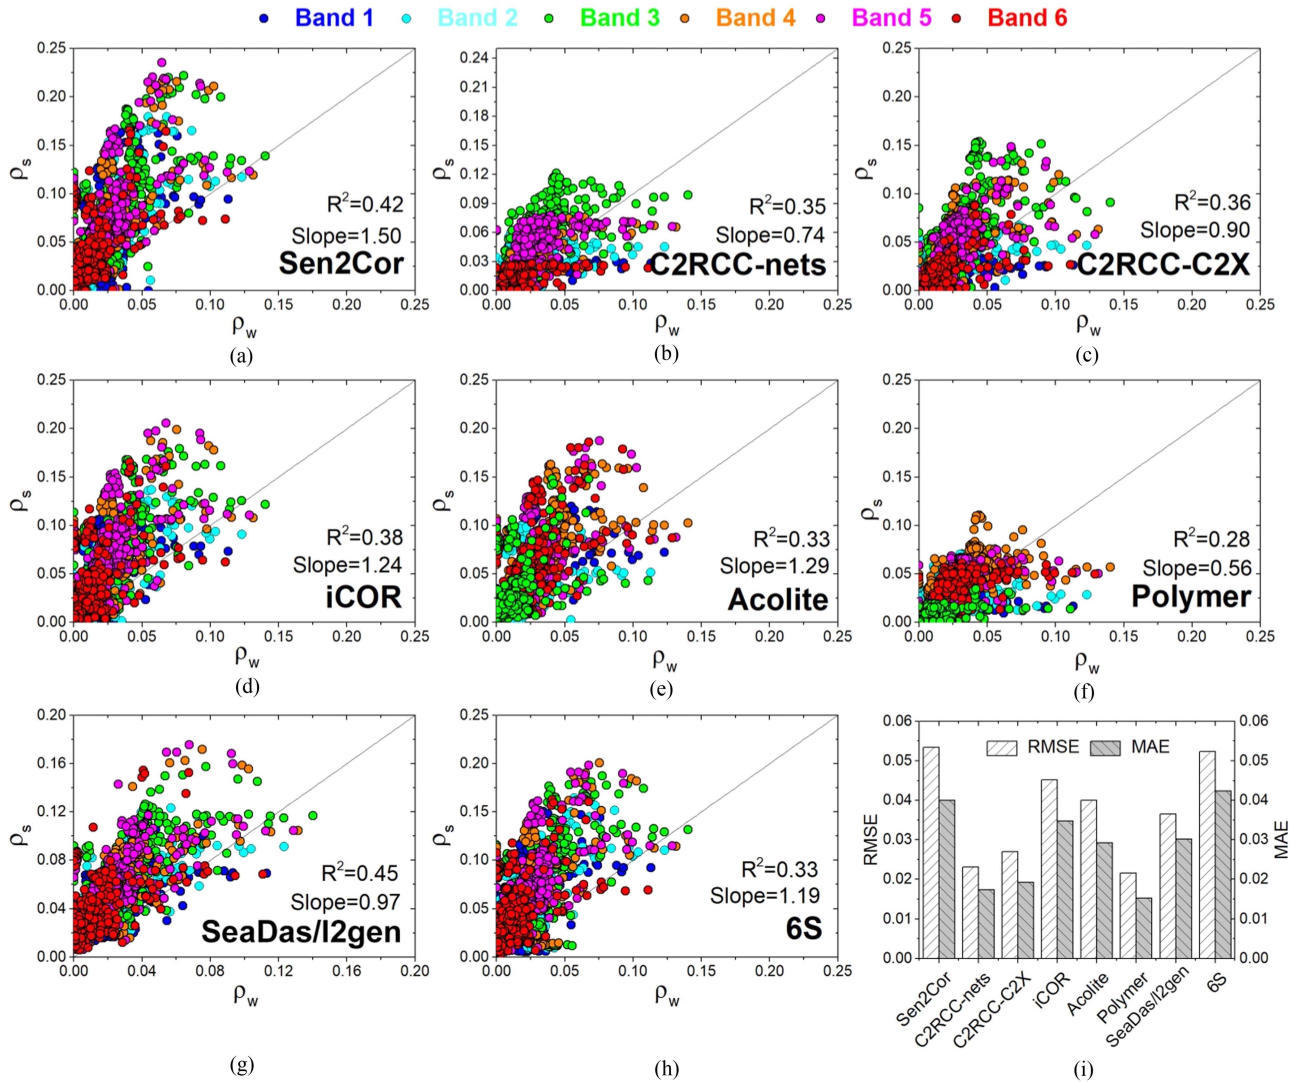 Band 1 Band 2 Band 3 Band 4 Band 5 Band 6
0.25 0.20 0.15 0.10 0.05 0.00
ρs
R²=0.42
Slope=1.50
Sen2Cor
0.00 0.05 0.10 0.15 0.20 0.25
ρw
(a)
0.24 0.21 0.18 0.15 0.12 0.09 0.06 0.03 0.00
ρs
R²=0.35
Slope=0.74
C2RCC-nets
0.00 0.05 0.10 0.15 0.20 0.25
ρw
(b)
0.25 0.20 0.15 0.10 0.05 0.00
ρs
R²=0.36
Slope=0.90
C2RCC-C2X
0.00 0.05 0.10 0.15 0.20 0.25
ρw
(c)
0.25 0.20 0.15 0.10 0.05 0.00
ρs
R²=0.38
Slope=1.24
iCOR
0.00 0.05 0.10 0.15 0.20 0.25
ρw
(d)
0.25 0.20 0.15 0.10 0.05 0.00
ρs
R²=0.33
Slope=1.29
Acolite
0.00 0.05 0.10 0.15 0.20 0.25
ρw
(e)
0.25 0.20 0.15 0.10 0.05 0.00
ρs
R²=0.28
Slope=0.56
Polymer
0.00 0.05 0.10 0.15 0.20 0.25
ρw
(f)
0.20 0.16 0.12 0.08 0.04 0.00
ρs
R²=0.45
Slope=0.97
SeaDas/l2gen
0.00 0.04 0.08 0.12 0.16 0.20
ρw
(g)
0.25 0.20 0.15 0.10 0.05 0.00
ρs
R²=0.33
Slope=1.19
6S
0.00 0.05 0.10 0.15 0.20 0.25
ρw
(h)
0.06 0.05 0.04 0.03 0.02 0.01 0.00
RMSE
RMSE MAE
0.06 0.05 0.04 0.03 0.02 0.01 0.00
MAE
Sen2Cor C2RCC-nets C2RCC-C2X iCOR Acolite Polymer SeaDas/l2gen 6S
(i)